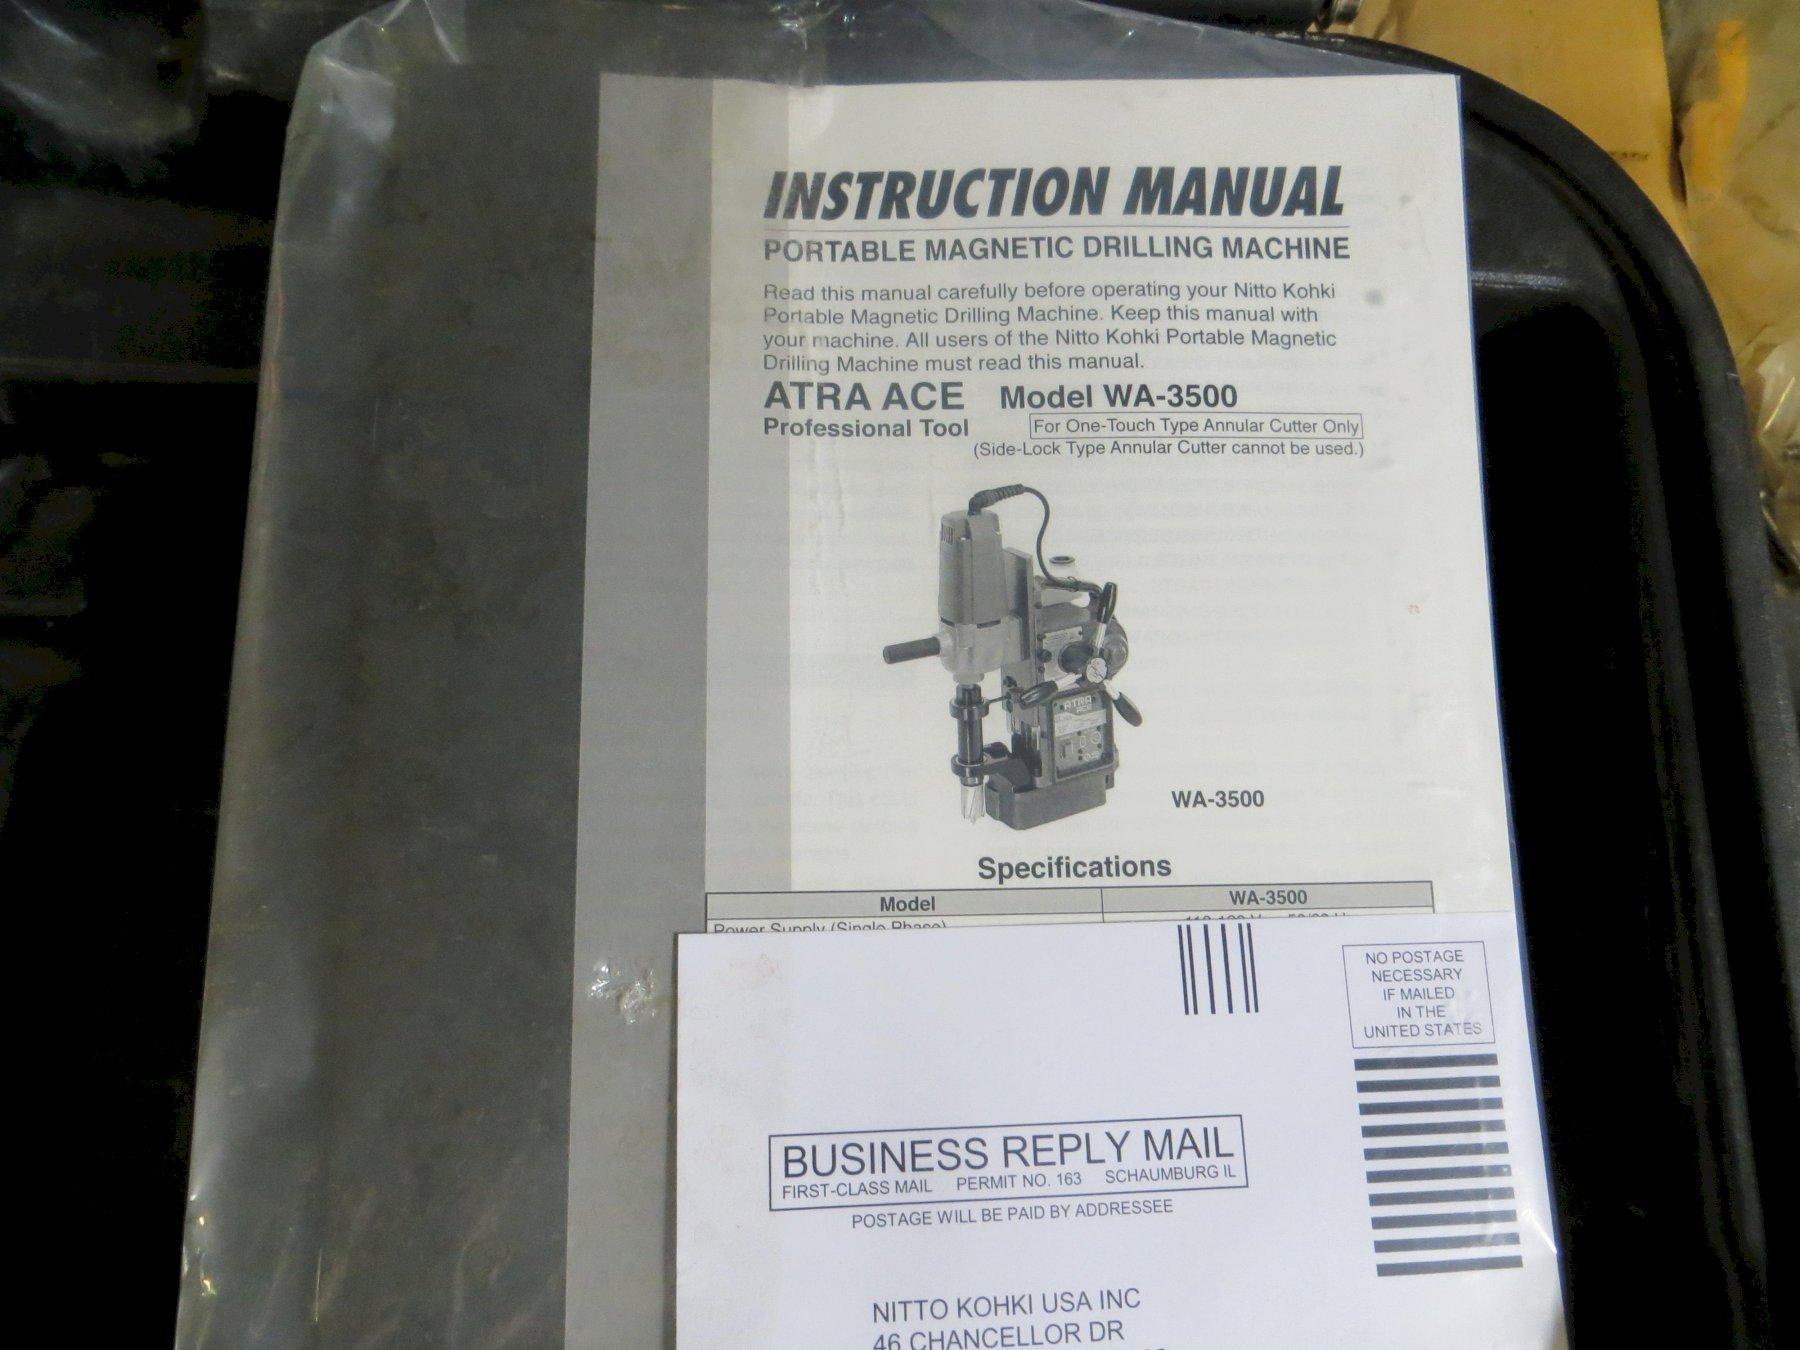 INSTRUCTION MANUAL
PORTABLE MAGNETIC DRILLING MACHINE
Read this manual carefully before operating your Nitto Kohki
Portable Magnetic Drilling Machine. Keep this manual with
your machine. All users of the Nitto Kohki Portable Magnetic
Drilling Machine must read this manual.
ATRA ACE Model WA-3500
Professional Tool For One-Touch Type Annular Cutter Only
(Side-Lock Type Annular Cutter cannot be used.)
ATRA
ACE
WA-3500
Specifications
Model WA-3500
Power Supply (Single Phase)
NO POSTAGE
NECESSARY
IF MAILED
IN THE
UNITED STATES
BUSINESS REPLY MAIL
FIRST-CLASS MAIL PERMIT NO. 163 SCHAUMBURG IL
POSTAGE WILL BE PAID BY ADDRESSEE
NITTO KOHKI USA INC
46 CHANCELLOR DR